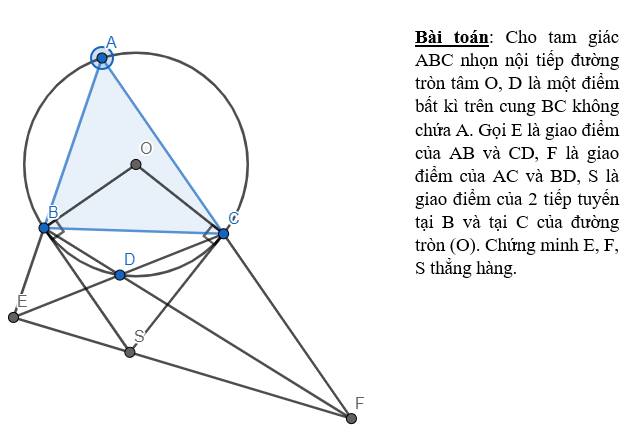 A
O
B
C
D
E
S
F
Bài toán: Cho tam giác
ABC nhọn nội tiếp đường
tròn tâm O, D là một điểm
bất kì trên cung BC không
chứa A. Gọi E là giao điểm
của AB và CD, F là giao
điểm của AC và BD, S là
giao điểm của 2 tiếp tuyến
tại B và tại C của đường
tròn (O). Chứng minh E, F,
S thẳng hàng.